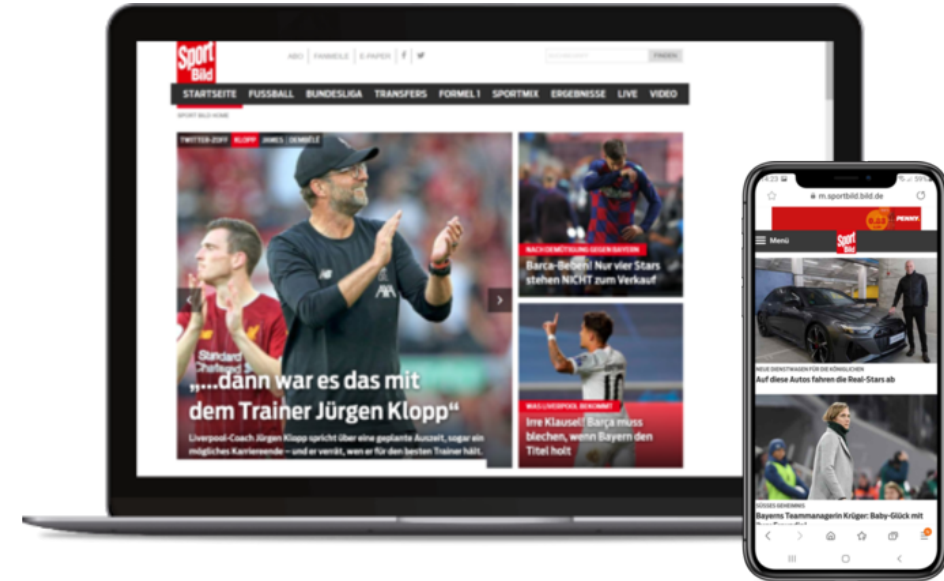 Sport
Bild
ABO FANMEILE E-PAPER
FINDEN
STARTSEITE FUSSBALL BUNDESLIGA TRANSFERS FORMEL 1 SPORTMIX ERGEBNISSE LIVE VIDEO
SPORT BILD HOME
TWITTER-ZOFF KLOPP JAMES DEMBÉLÉ
Standard
Chartered
„...dann war es das mit
dem Trainer Jürgen Klopp“
Liverpool-Coach Jürgen Klopp spricht über eine geplante Auszeit, sogar ein
mögliches Karriereende – und er verrät, wen er für den besten Trainer hält.
NACH DEMÜTIGUNG GEGEN BAYERN
Barca-Beben! Nur vier Stars
stehen NICHT zum Verkauf
10
WAS LIVERPOOL BEKOMMT
Irre Klausel! Barça muss
blechen, wenn Bayern den
Titel holt
m.sportbild.bild.de
PENNY.
Menü
Sport
Bild
NEUE DIENSTWAGEN FÜR DIE KÖNIGLICHEN
Auf diese Autos fahren die Real-Stars ab
SÜSSES GEHEIMNIS
Bayerns Teammanagerin Krüger: Baby-Glück mit